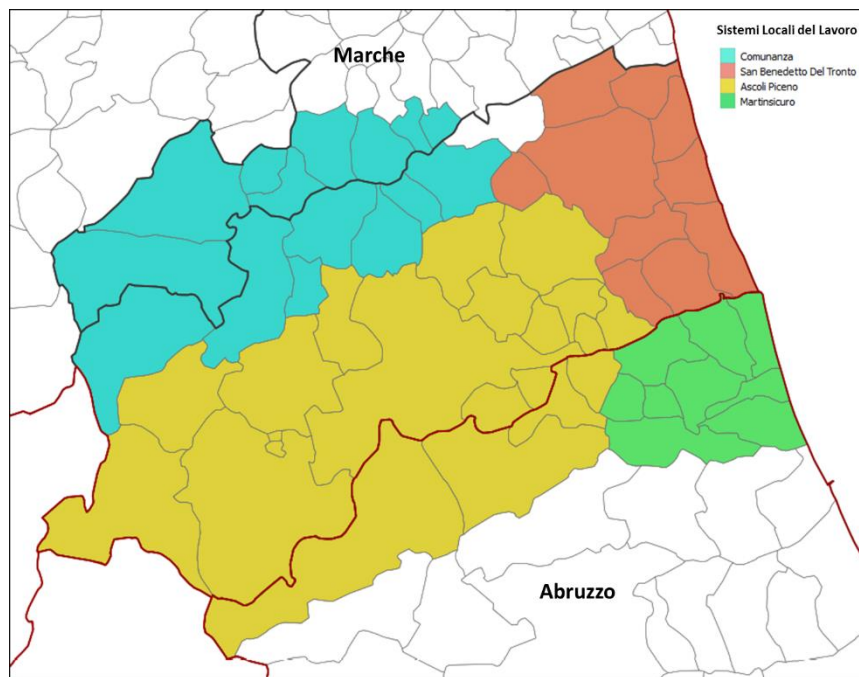 Sistemi Locali del Lavoro
Comunanza
San Benedetto Del Tronto
Ascoli Piceno
Martinsicuro
Marche
Abruzzo